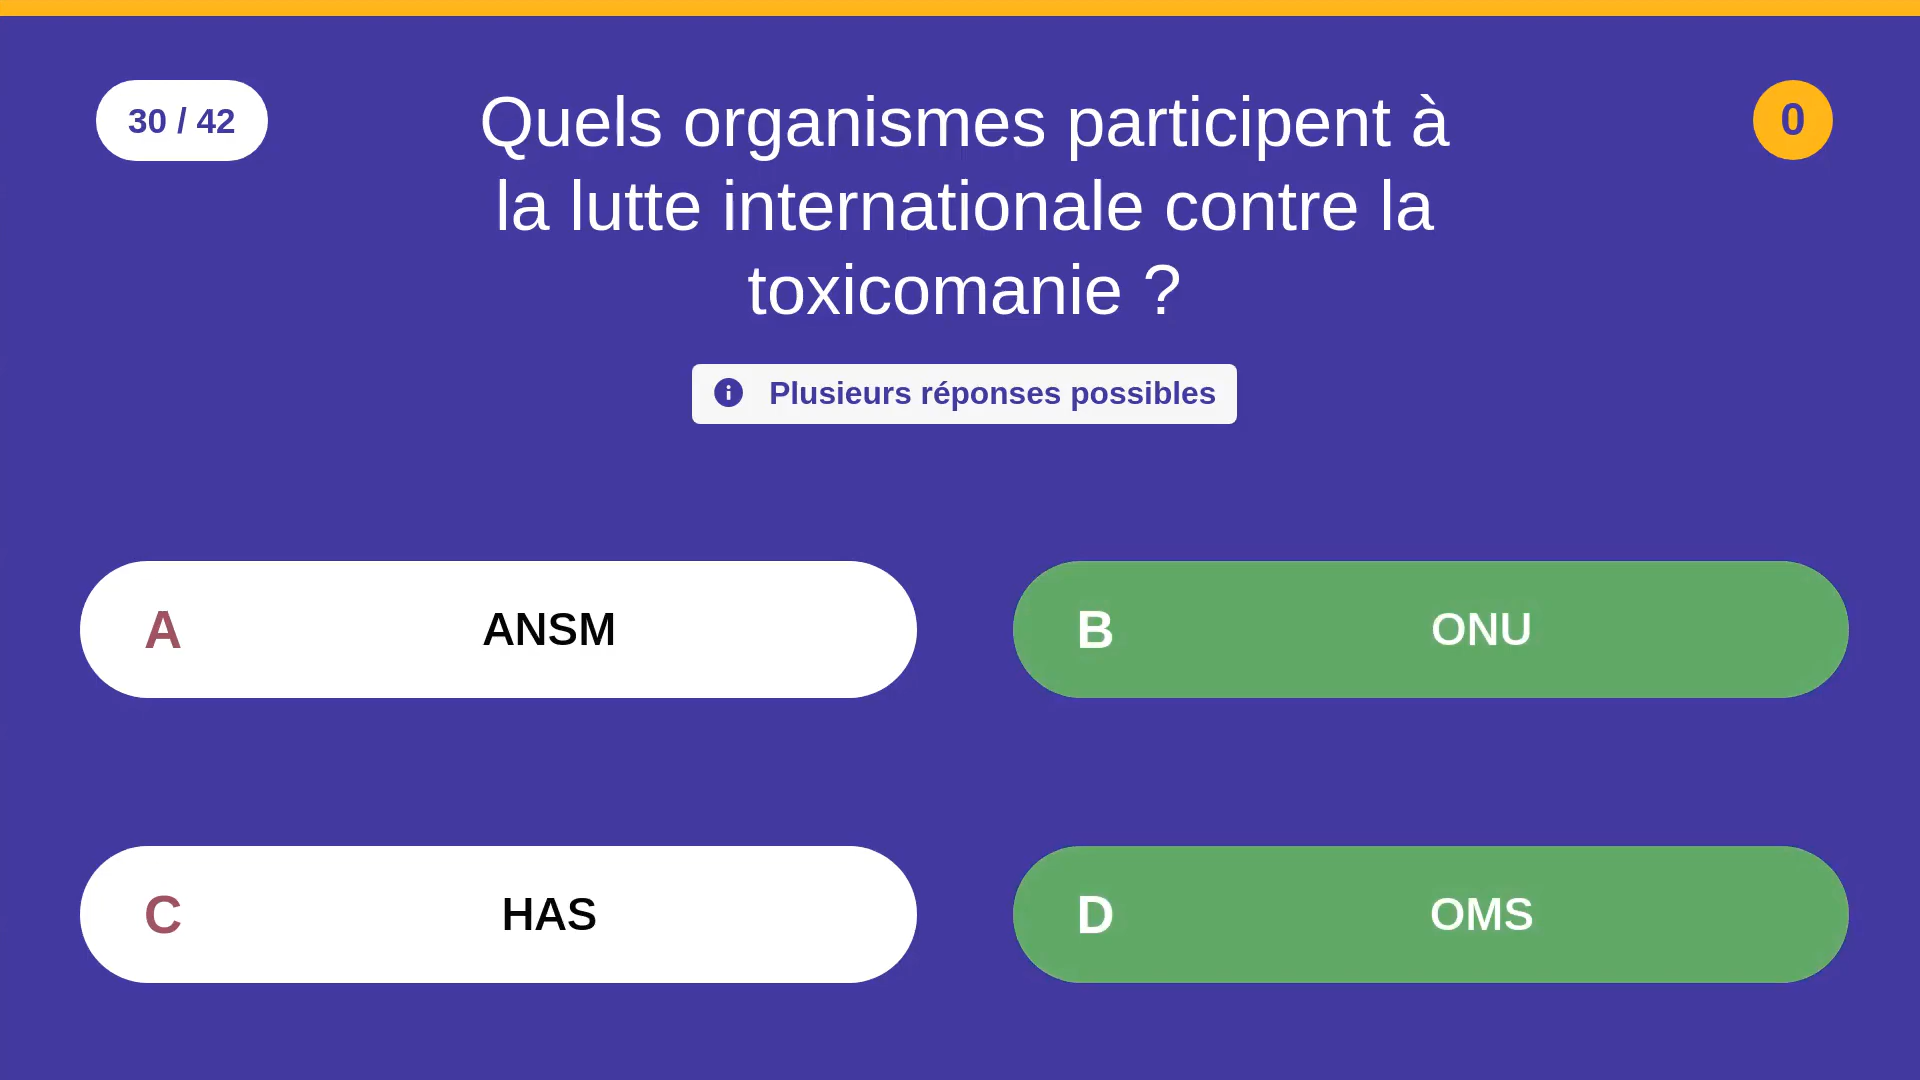 30 / 42
Quels organismes participent à
la lutte internationale contre la
toxicomanie ?
0
Plusieurs réponses possibles
A ANSM
B ONU
C HAS
D OMS